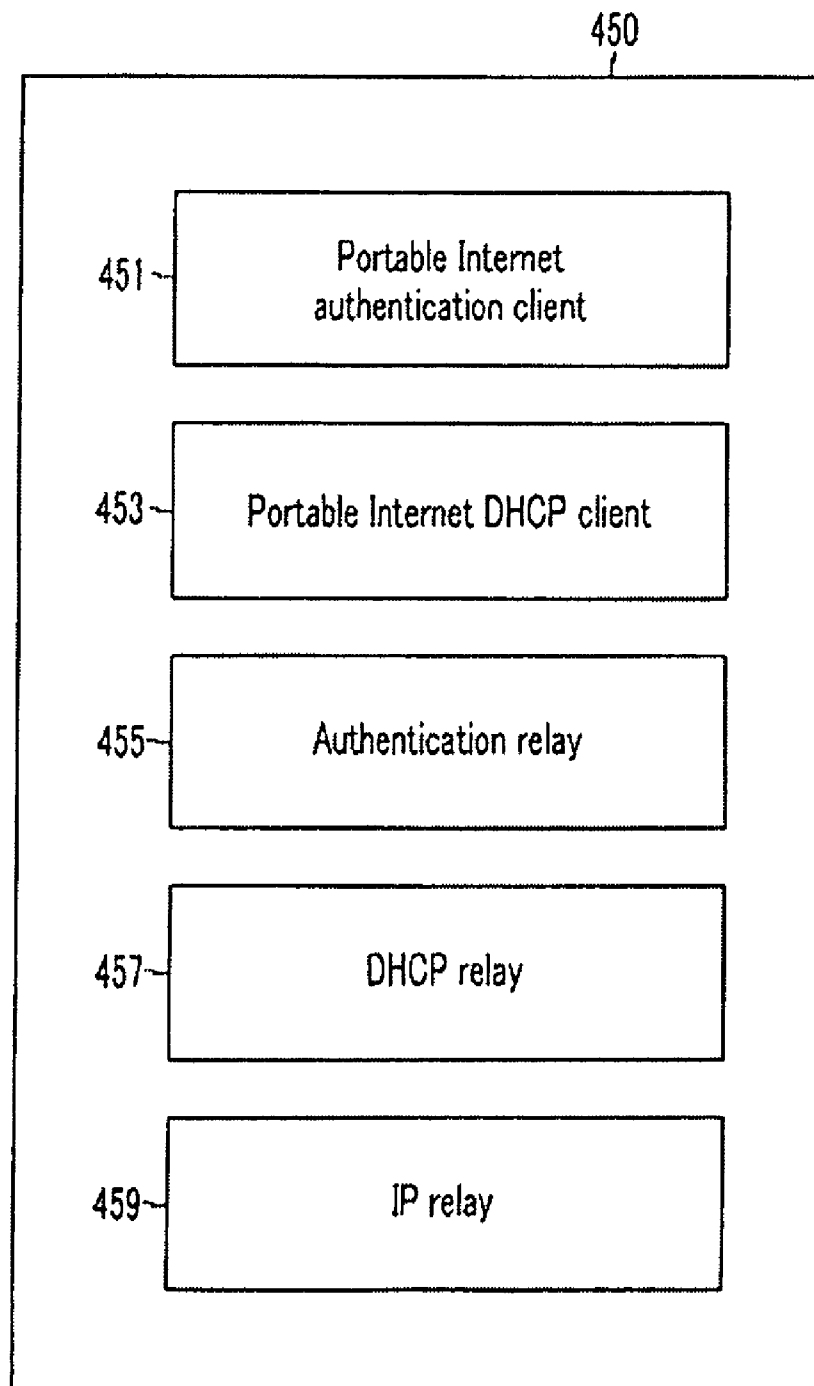 450
451
Portable Internet
authentication client
453
Portable Internet DHCP client
455
Authentication relay
457
DHCP relay
459
IP relay